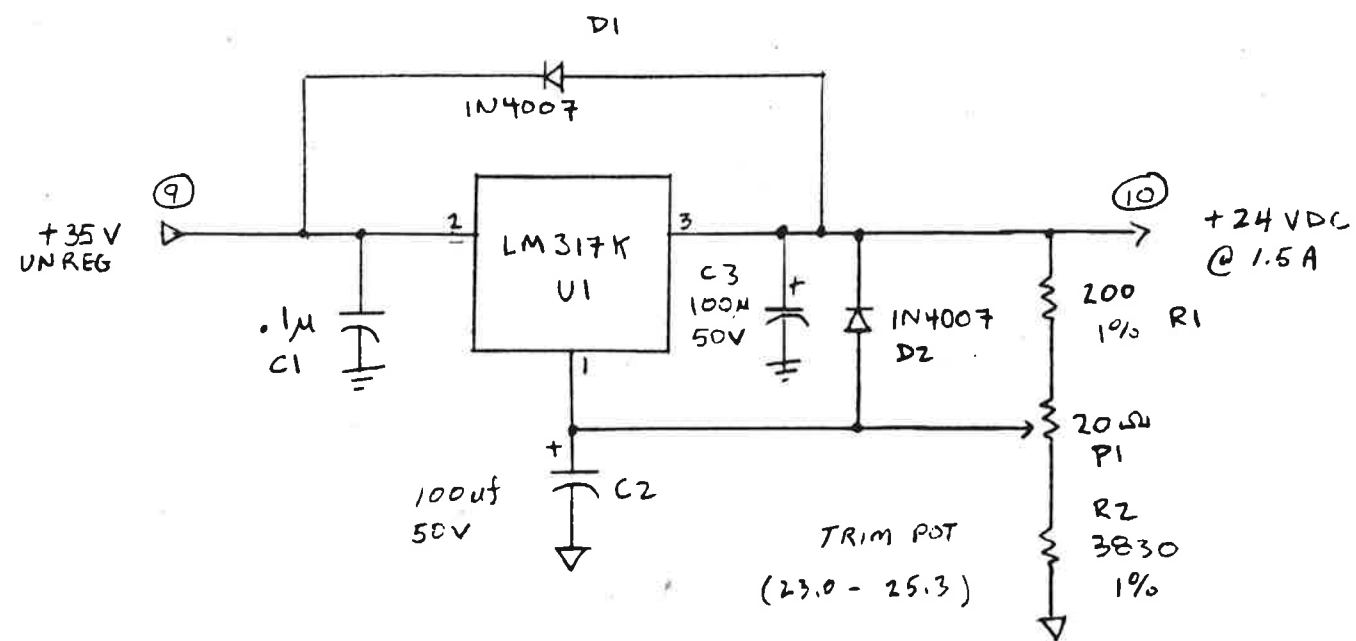 D1
1N4007
9
+35V
UNREG
2
LM317K
U1
3
1
.1µ
C1
C3
100µ
50V
+
1N4007
D2
10
+24 VDC
@ 1.5A
200
1%
R1
20Ω
P1
+
100uf
50V
C2
TRIM POT
(23.0 - 25.3)
R2
3830
1%